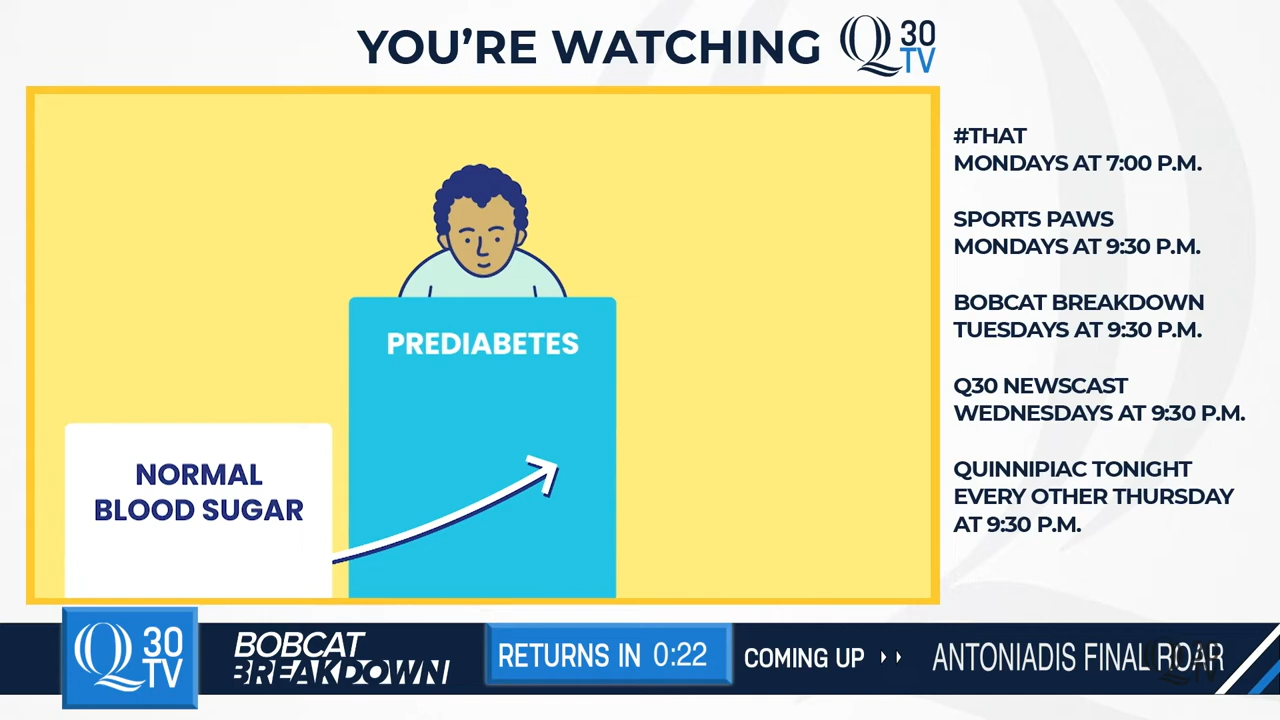 YOU'RE WATCHING Q 30 TV
#THAT
MONDAYS AT 7:00 P.M.
SPORTS PAWS
MONDAYS AT 9:30 P.M.
BOBCAT BREAKDOWN
TUESDAYS AT 9:30 P.M.
Q30 NEWSCAST
WEDNESDAYS AT 9:30 P.M.
QUINNIPIAC TONIGHT
EVERY OTHER THURSDAY
AT 9:30 P.M.
PREDIABETES
NORMAL
BLOOD SUGAR
Q 30 TV
BOBCAT
BREAKDOWN
RETURNS IN 0:22
COMING UP
ANTONIADIS FINAL ROAR